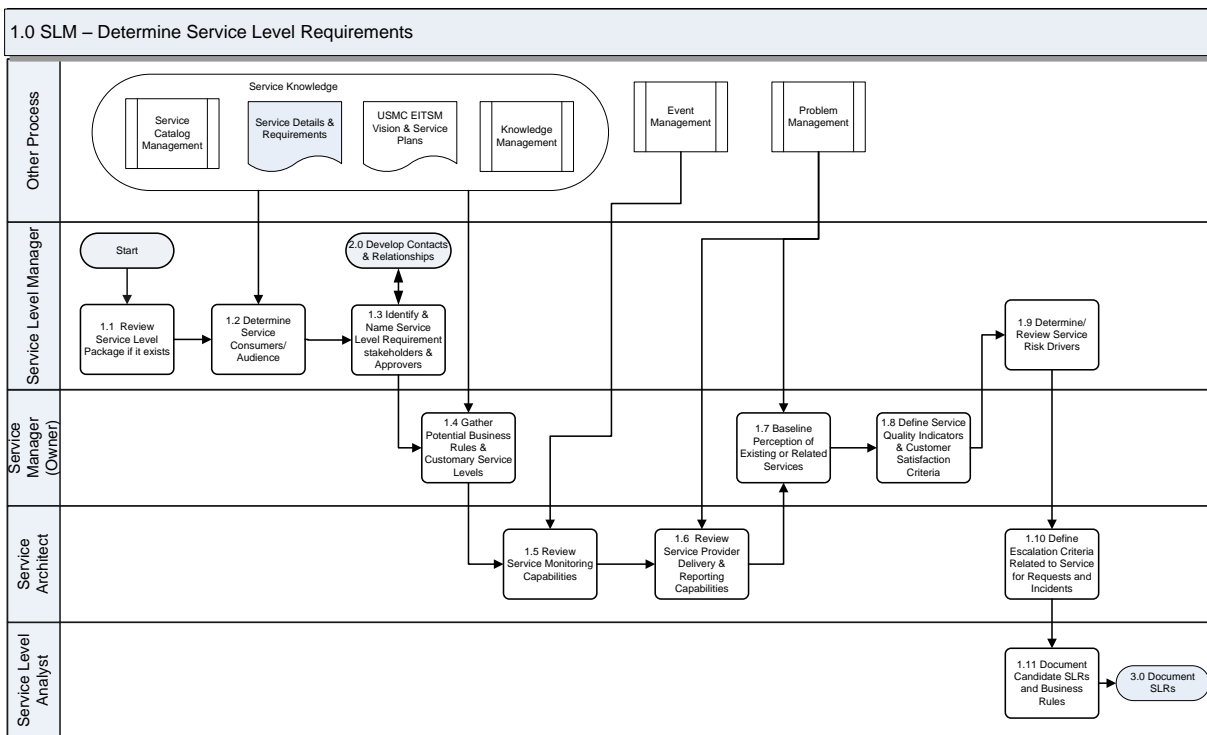 1.0 SLM – Determine Service Level Requirements
Other Process
Service Knowledge
Service
Catalog
Management
Service Details &
Requirements
USMC EITSM
Vision & Service
Plans
Knowledge
Management
Event
Management
Problem
Management
Service Level Manager
Start
2.0 Develop Contacts
& Relationships
1.1 Review
Service Level
Package if it exists
1.2 Determine
Service
Consumers/
Audience
1.3 Identify &
Name Service
Level Requirement
stakeholders &
Approvers
1.9 Determine/
Review Service
Risk Drivers
Service
Manager
(Owner)
1.4 Gather
Potential Business
Rules &
Customary Service
Levels
1.7 Baseline
Perception of
Existing or Related
Services
1.8 Define Service
Quality Indicators
& Customer
Satisfaction
Criteria
Service
Architect
1.5 Review
Service Monitoring
Capabilities
1.6 Review
Service Provider
Delivery &
Reporting
Capabilities
1.10 Define
Escalation Criteria
Related to Service
for Requests and
Incidents
Service Level
Analyst
1.11 Document
Candidate SLRs
and Business
Rules
3.0 Document
SLRs